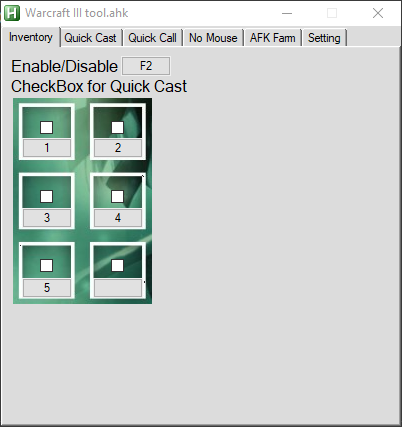 Warcraft III tool.ahk
Inventory Quick Cast Quick Call No Mouse AFK Farm Setting
Enable/Disable F2
CheckBox for Quick Cast
1 2
3 4
5